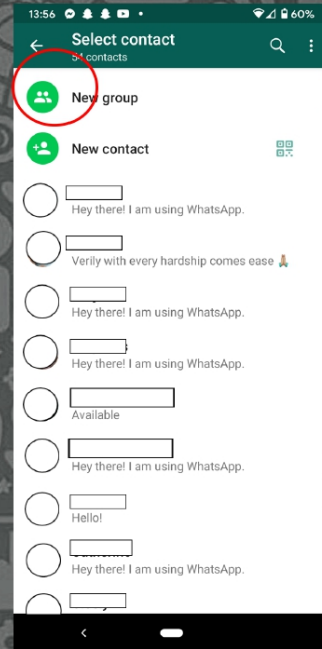 13:56 60%
Select contact
54 contacts
New group
New contact
Hey there! I am using WhatsApp.
Verily with every hardship comes ease 🙏🏽
Hey there! I am using WhatsApp.
Hey there! I am using WhatsApp.
Available
Hey there! I am using WhatsApp.
Hello!
Hey there! I am using WhatsApp.